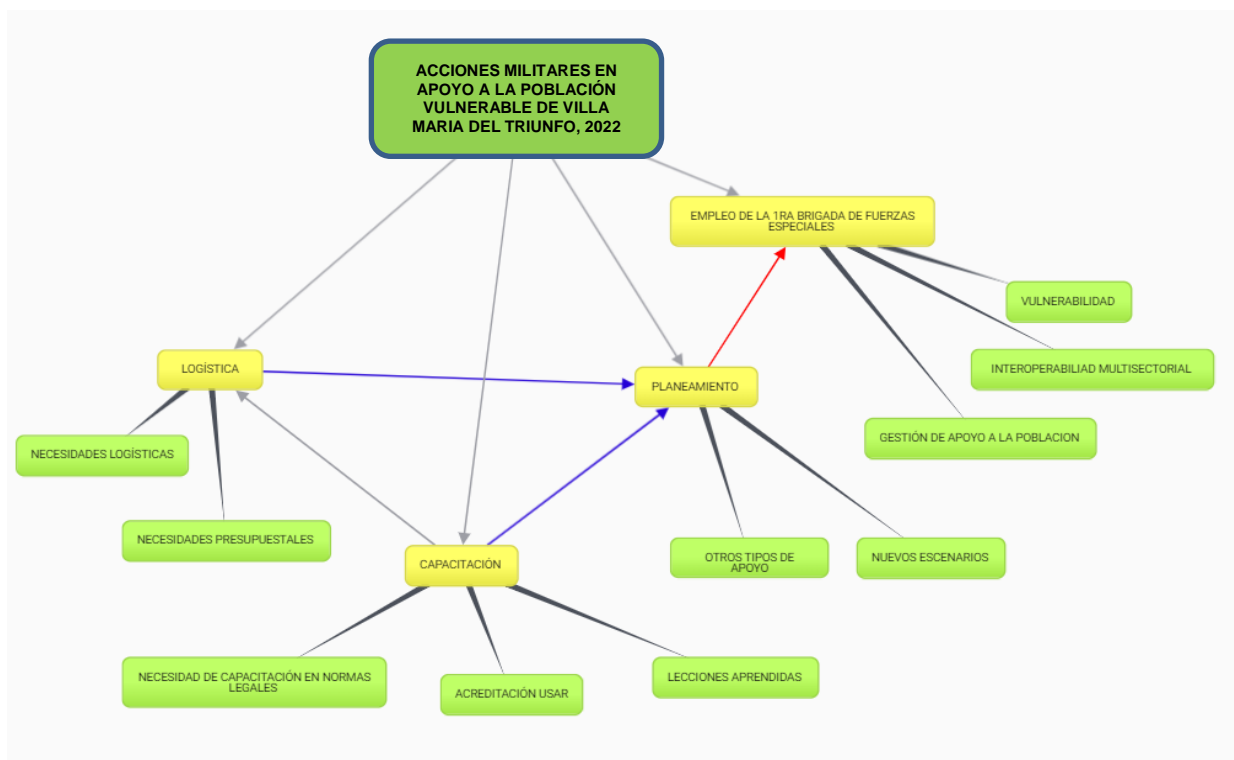 ACCIONES MILITARES EN
APOYO A LA POBLACIÓN
VULNERABLE DE VILLA
MARIA DEL TRIUNFO, 2022
EMPLEO DE LA 1RA BRIGADA DE FUERZAS
ESPECIALES
VULNERABILIDAD
INTEROPERABILIAD MULTISECTORIAL
GESTIÓN DE APOYO A LA POBLACION
LOGÍSTICA
PLANEAMIENTO
NECESIDADES LOGÍSTICAS
NECESIDADES PRESUPUESTALES
OTROS TIPOS DE
APOYO
NUEVOS ESCENARIOS
CAPACITACIÓN
NECESIDAD DE CAPACITACIÓN EN NORMAS
LEGALES
ACREDITACIÓN USAR
LECCIONES APRENDIDAS